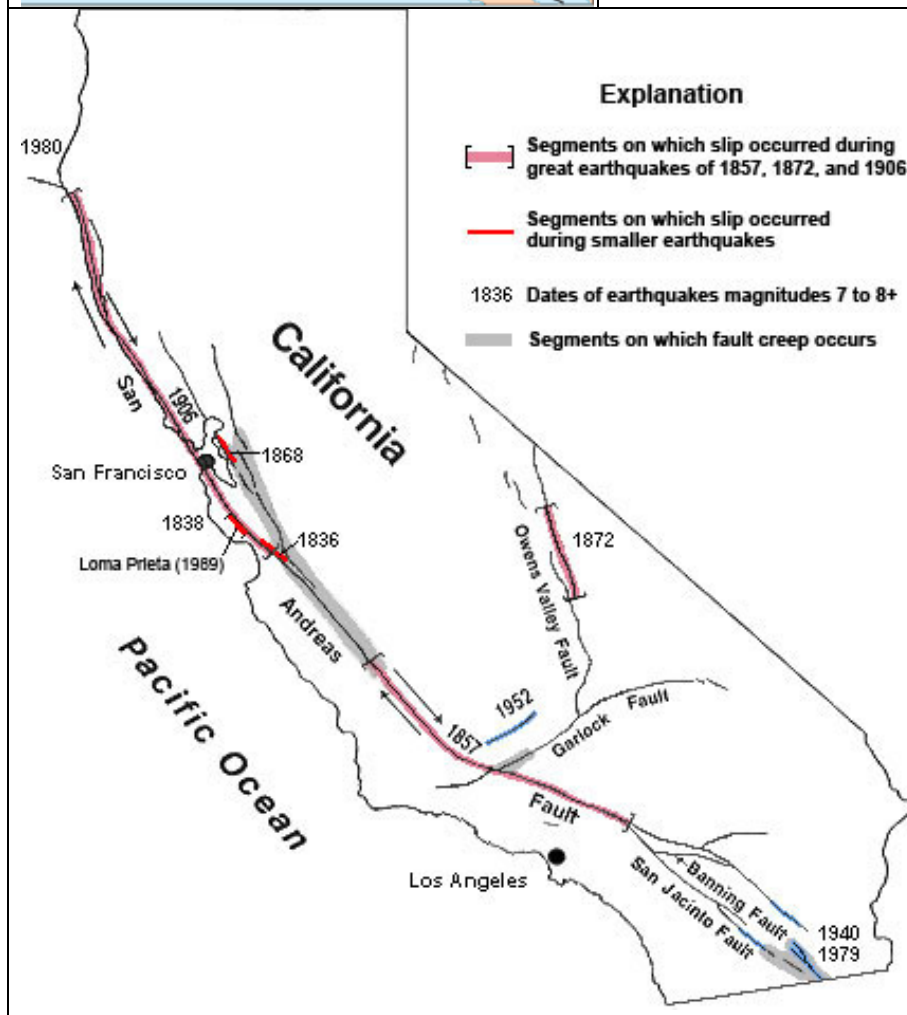 Explanation
Segments on which slip occurred during
great earthquakes of 1857, 1872, and 1906
Segments on which slip occurred
during smaller earthquakes
1836 Dates of earthquakes magnitudes 7 to 8+
Segments on which fault creep occurs
1980
California
San
1906
1868
San Francisco
1838
1836
Loma Prieta (1989)
1872
Owens Valley Fault
Andreas
Pacific Ocean
1952
1857
Garlock Fault
Fault
Los Angeles
Banning Fault
San Jacinto Fault
1940
1979